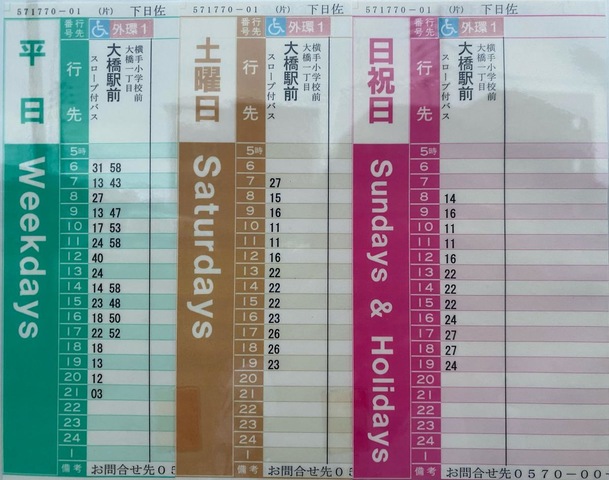 571770-01 (片) 下日佐
平日
行先番号
行先
外環1
大橋駅前
横手小学校前
大橋一丁目
スロープ付バス
Weekdays
5時
6 31 58
7 13 43
8 27
9 13 47
10 17 53
11 24 58
12 40
13 24
14 14 58
15 23 48
16 18 50
17 22 52
18 18
19 13
20 12
21 03
22
23
24
1
備考 お問合せ先05
571770-01 (片) 下日佐
土曜日
行先番号
行先
外環1
大橋駅前
横手小学校前
大橋一丁目
スロープ付バス
Saturdays
5時
6
7 27
8 15
9 16
10 11
11 11
12 16
13 22
14 22
15 22
16 23
17 26
18 26
19 23
20
21
22
23
24
1
備考 お問合せ先05
571770-01 (片) 下日佐
日祝日
行先番号
行先
外環1
大橋駅前
横手小学校前
大橋一丁目
スロープ付バス
Sundays & Holidays
5時
6
7
8 14
9 16
10 11
11 11
12 16
13 22
14 22
15 22
16 24
17 27
18 27
19 24
20
21
22
23
24
1
備考 お問合せ先0570-00-